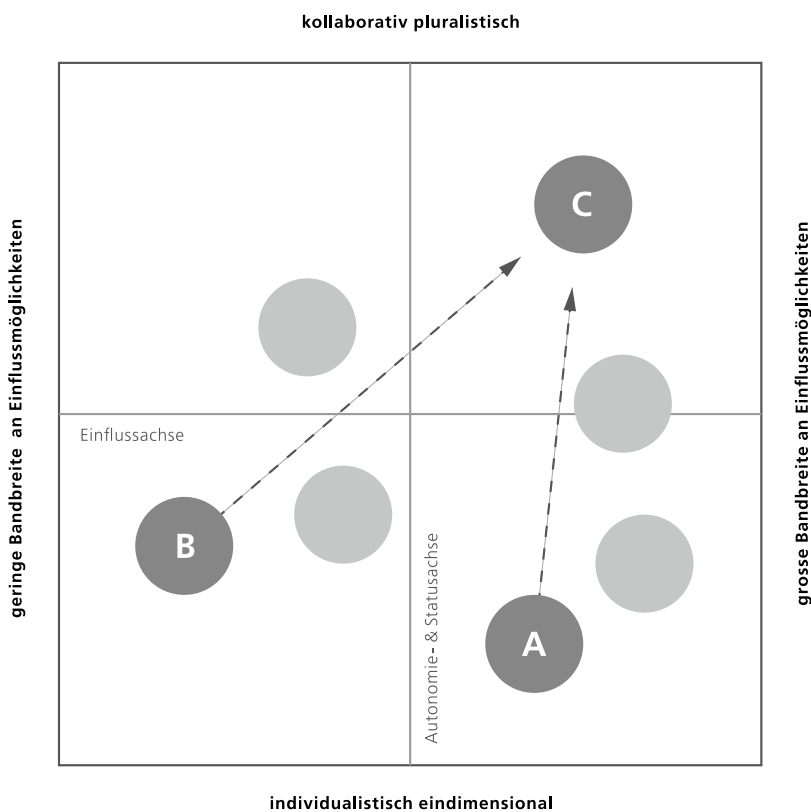 kollaborativ pluralistisch
C
geringe Bandbreite an Einflussmöglichkeiten
grosse Bandbreite an Einflussmöglichkeiten
Einflussachse
B
Autonomie- & Statusachse
A
individualistisch eindimensional